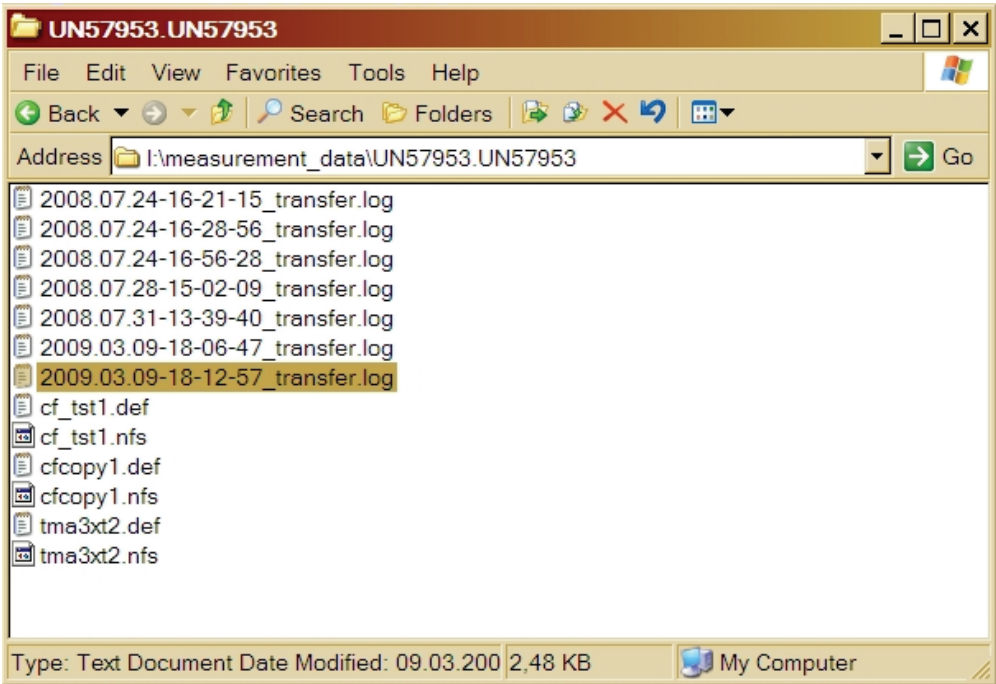 UN57953.UN57953
File Edit View Favorites Tools Help
Back Search Folders
Address I:\measurement_data\UN57953.UN57953 Go
2008.07.24-16-21-15_transfer.log
2008.07.24-16-28-56_transfer.log
2008.07.24-16-56-28_transfer.log
2008.07.28-15-02-09_transfer.log
2008.07.31-13-39-40_transfer.log
2009.03.09-18-06-47_transfer.log
2009.03.09-18-12-57_transfer.log
cf_tst1.def
cf_tst1.nfs
cfcopy1.def
cfcopy1.nfs
tma3xt2.def
tma3xt2.nfs
Type: Text Document Date Modified: 09.03.200 2,48 KB My Computer